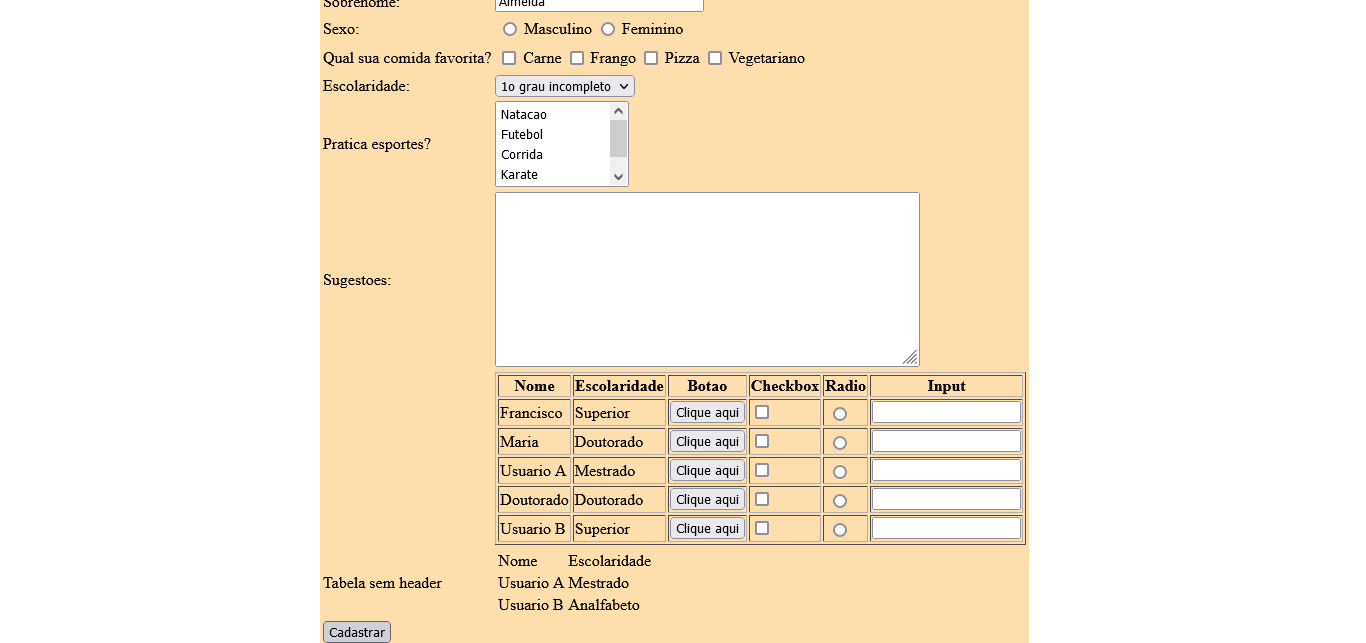 Sobrenome: Almeida
Sexo: Masculino Feminino
Qual sua comida favorita? Carne Frango Pizza Vegetariano
Escolaridade: 1o grau incompleto
Natacao
Futebol
Pratica esportes?
Corrida
Karate
Sugestoes:
Nome Escolaridade Botao Checkbox Radio Input
Francisco Superior Clique aqui
Maria Doutorado Clique aqui
Usuario A Mestrado Clique aqui
Doutorado Doutorado Clique aqui
Usuario B Superior Clique aqui
Nome Escolaridade
Tabela sem header Usuario A Mestrado
Usuario B Analfabeto
Cadastrar